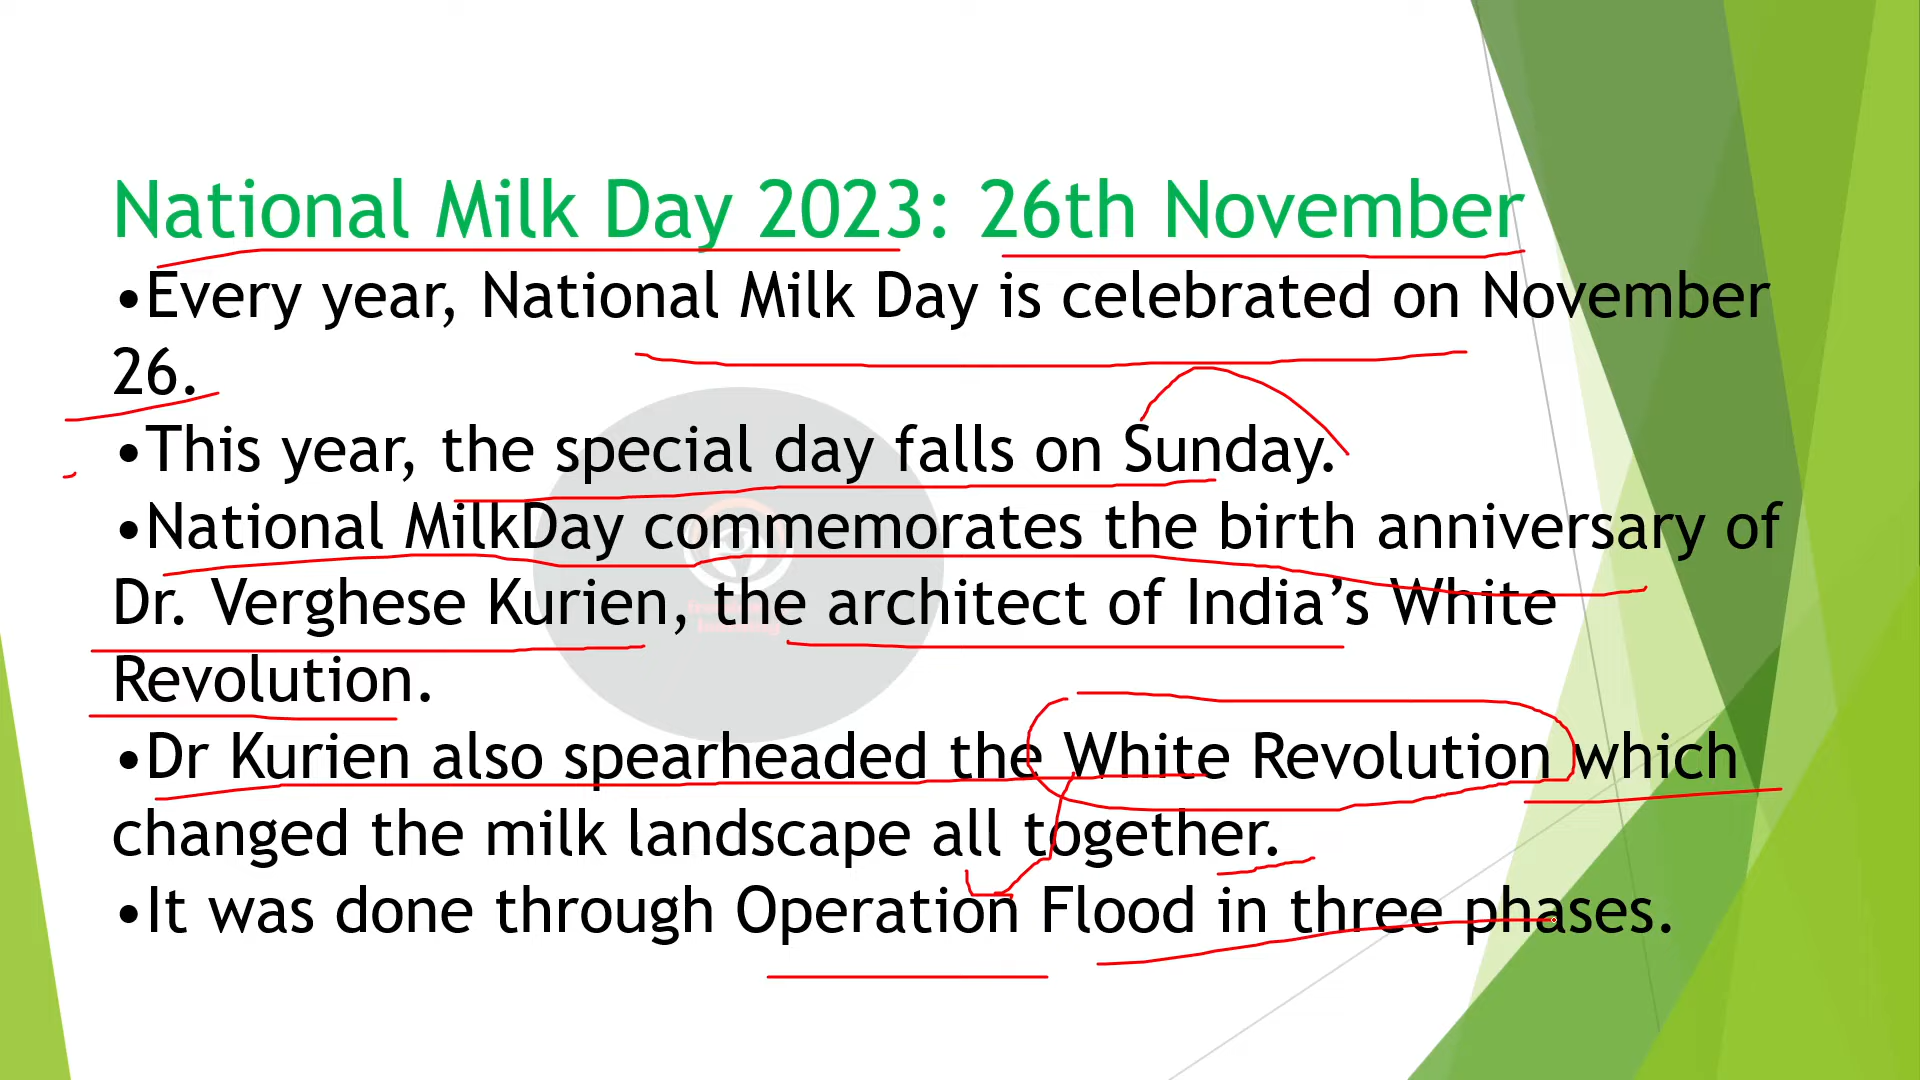 National Milk Day 2023: 26th November
•Every year, National Milk Day is celebrated on November
26.
•This year, the special day falls on Sunday.
•National MilkDay commemorates the birth anniversary of
Dr. Verghese Kurien, the architect of India’s White
Revolution.
•Dr Kurien also spearheaded the White Revolution which
changed the milk landscape all together.
•It was done through Operation Flood in three phases.